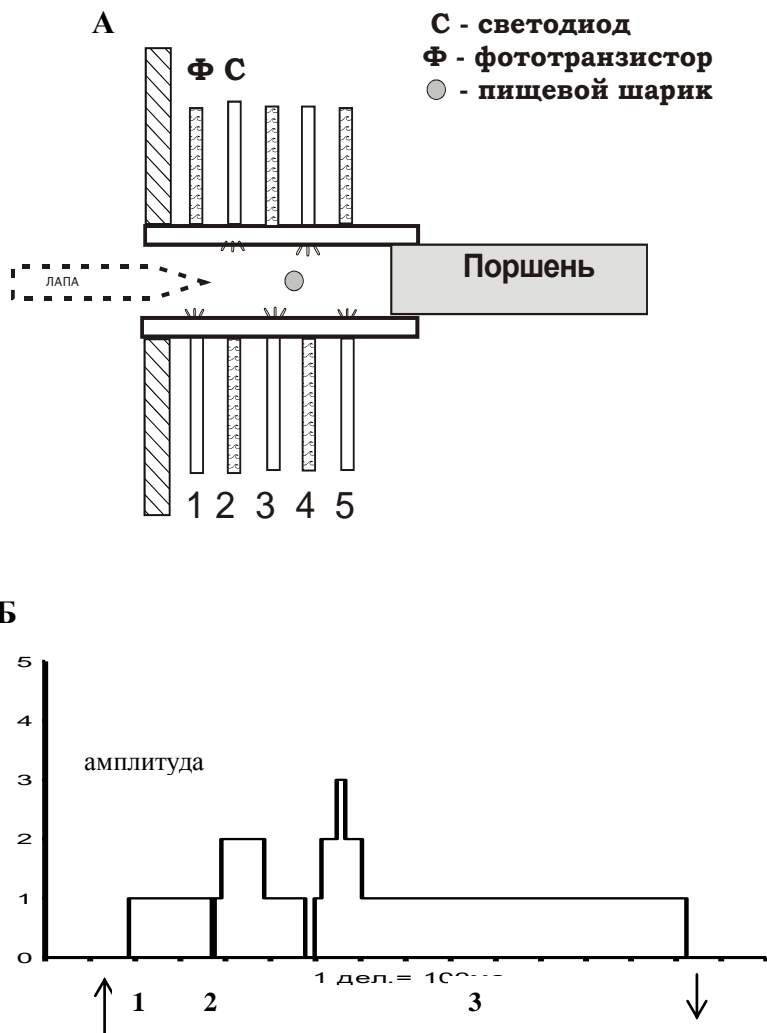 А
С - светодиод
Ф - фототранзистор
- пищевой шарик
Ф С
ЛАПА
Поршень
1 2 3 4 5
Б
5
4
амплитуда
3
2
1
0
1 дел.=
1 2 3